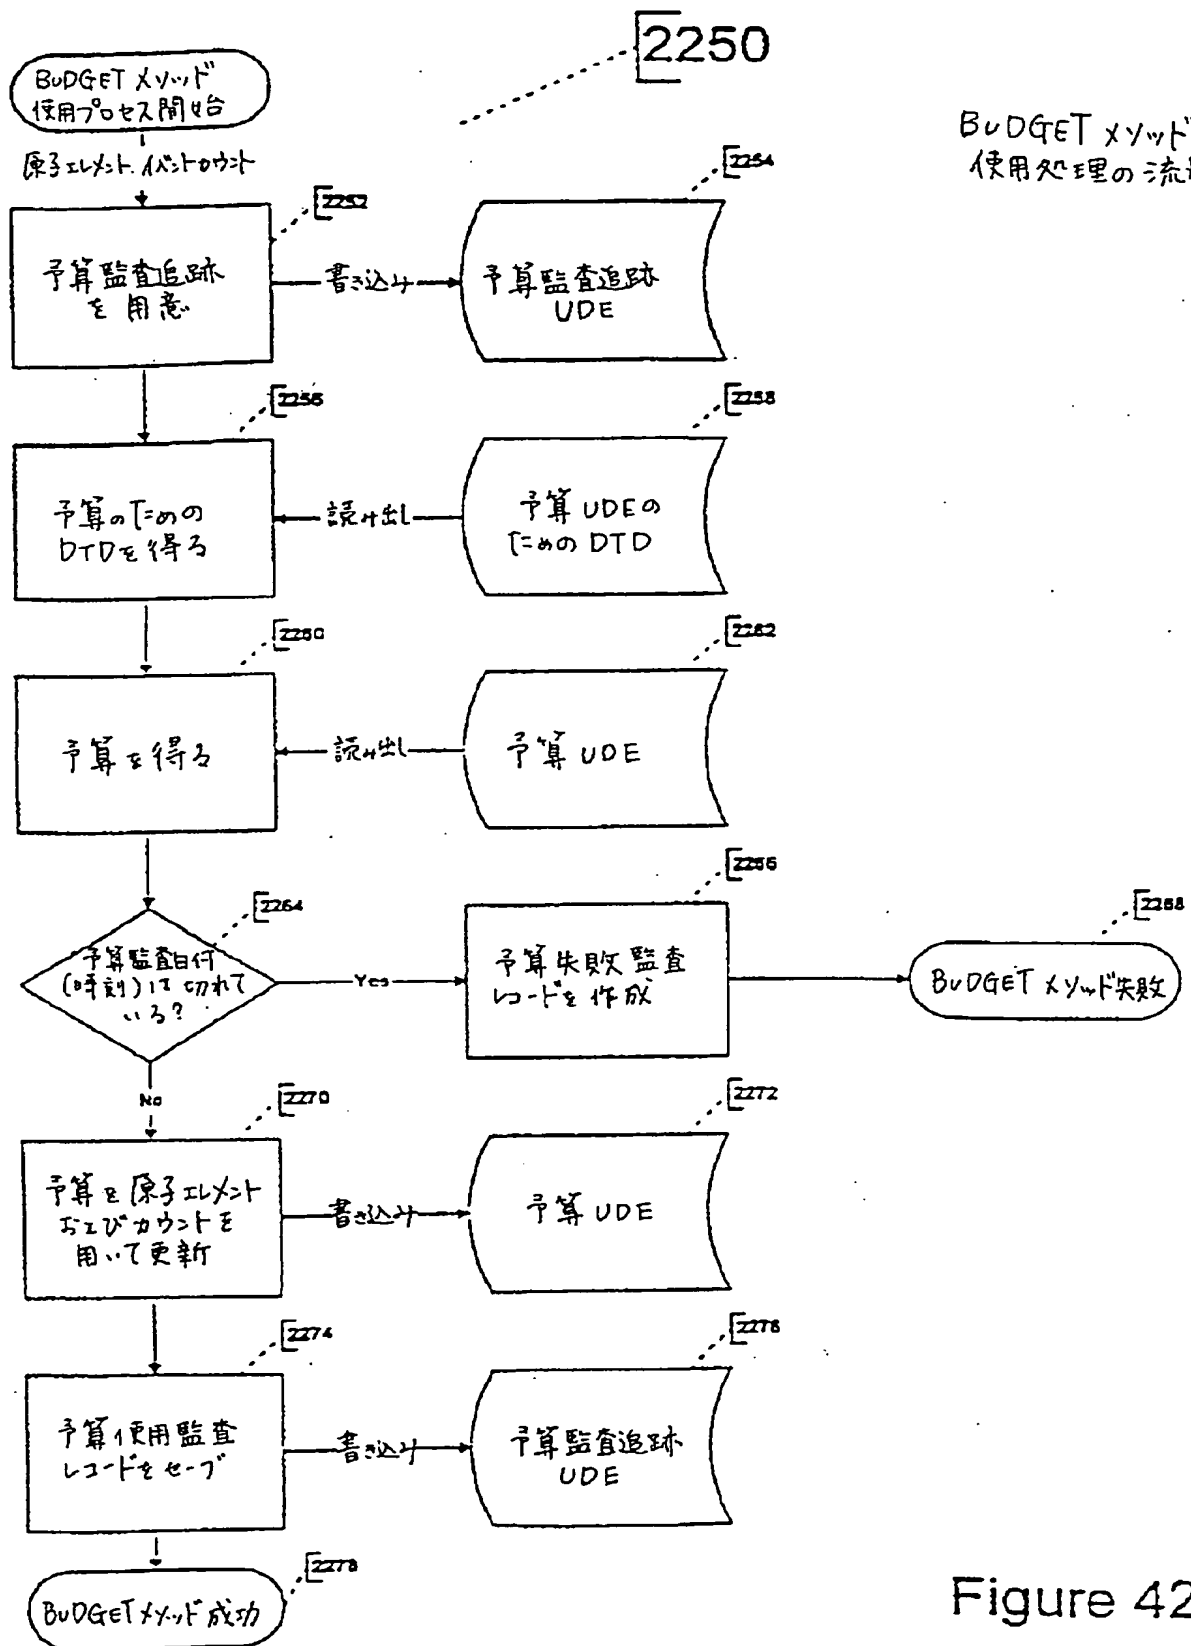 2250
BUDGET メソッド
使用プロセス開始
BUDGET メソッド
使用処理の流
原子エレメント、イベントカウント
2252
2254
予算監査追跡
を用意
書き込み
予算監査追跡
UDE
2256
2258
予算のための
DTDを得る
読み出し
予算 UDEの
ためのDTD
2260
2262
予算を得る
読み出し
予算 UDE
2264
2266
2268
予算監査日付
(時刻)は切れて
いる?
Yes
予算失敗監査
レコードを作成
BUDGET メソッド失敗
No
2270
2272
予算を原子エレメント
およびカウントを
用いて更新
書き込み
予算 UDE
2274
2276
予算使用監査
レコードをセーブ
書き込み
予算監査追跡
UDE
2278
BUDGETメソッド成功
Figure 42